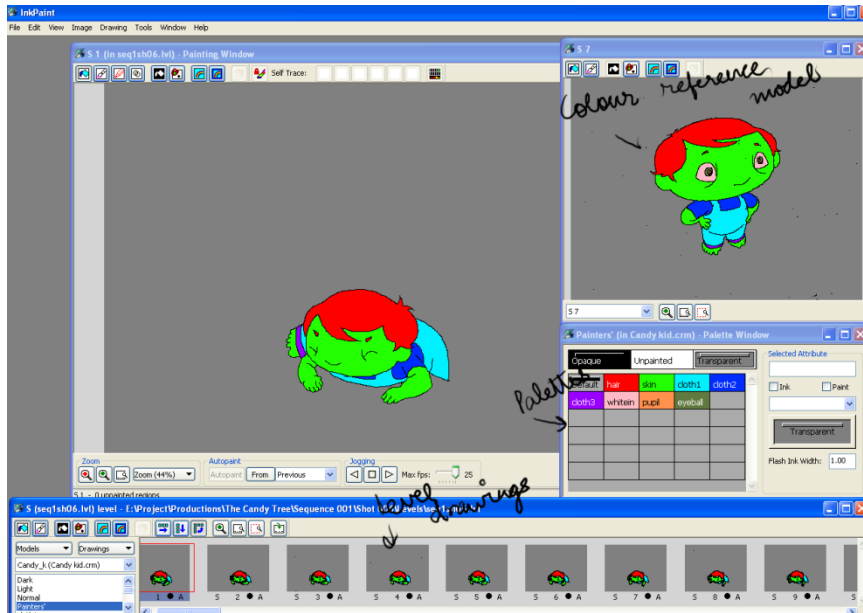 InkPaint
File Edit View Image Drawing Tools Window Help
S 1 (in seq1sh06.lvl) - Painting Window
Self Trace:
S 7
Colour reference model
S 7
Painters' (in Candy kid.crm) - Palette Window
Opaque Unpainted Transparent
Default hair skin cloth1 cloth2
cloth3 whitein pupil eyeball
Palettes
Selected Attribute
Ink Paint
Transparent
Flash Ink Width: 1.00
Zoom
Zoom (44%)
Autopaint
Autopaint From Previous
Jogging
Max fps: 25
S 1 - 0 unpainted regions
Level drawings
S (seq1sh06.lvl) level - E:\Project\Productions\The Candy Tree\Sequence 001\Shot
Models Drawings
Candy_k (Candy kid.crm)
Dark
Light
Normal
Painters'
1 A S 2 A S 3 A S 4 A S 5 A S 6 A S 7 A S 8 A S 9 A S